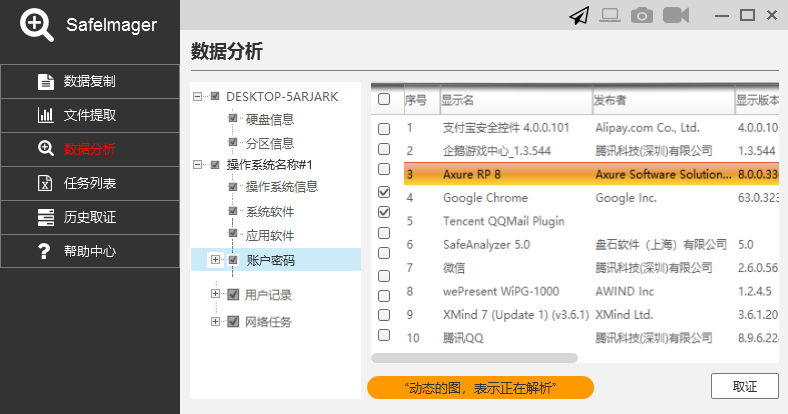 SafeImager
数据复制
文件提取
数据分析
任务列表
历史取证
帮助中心
数据分析
DESKTOP-5ARJARK
硬盘信息
分区信息
操作系统名称#1
操作系统信息
系统软件
应用软件
账户密码
用户记录
网络任务
序号 显示名 发布者 显示版本
1 支付宝安全控件 4.0.0.101 Alipay.com Co., Ltd. 4.0.0.10
2 企鹅游戏中心_1.3.544 腾讯科技(深圳)有限公司 1.3.544
3 Axure RP 8 Axure Software Solution... 8.0.0.33
4 Google Chrome Google Inc. 63.0.323
5 Tencent QQMail Plugin
6 SafeAnalyzer 5.0 盘石软件（上海）有限公司 5.0
7 微信 腾讯科技(深圳)有限公司 2.6.0.56
8 wePresent WiPG-1000 AWIND Inc 1.2.4.5
9 XMind 7 (Update 1) (v3.6.1) XMind Ltd. 3.6.1.20
10 腾讯QQ 腾讯科技(深圳)有限公司 8.9.6.224
“动态的图，表示正在解析”
取证